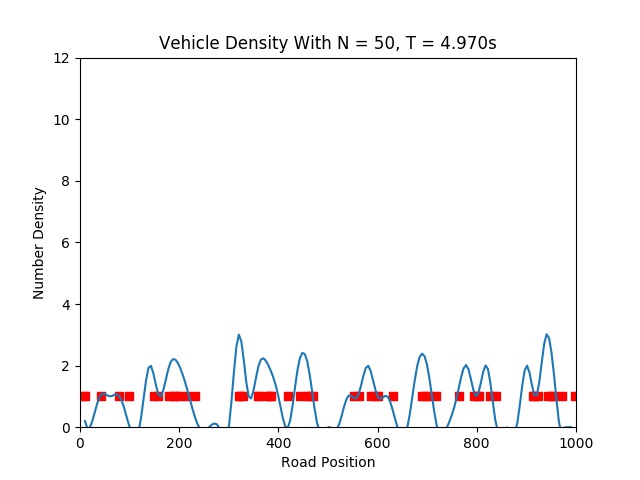 Vehicle Density With N = 50, T = 4.970s
12
10
8
6
4
2
0
Number Density
0 200 400 600 800 1000
Road Position